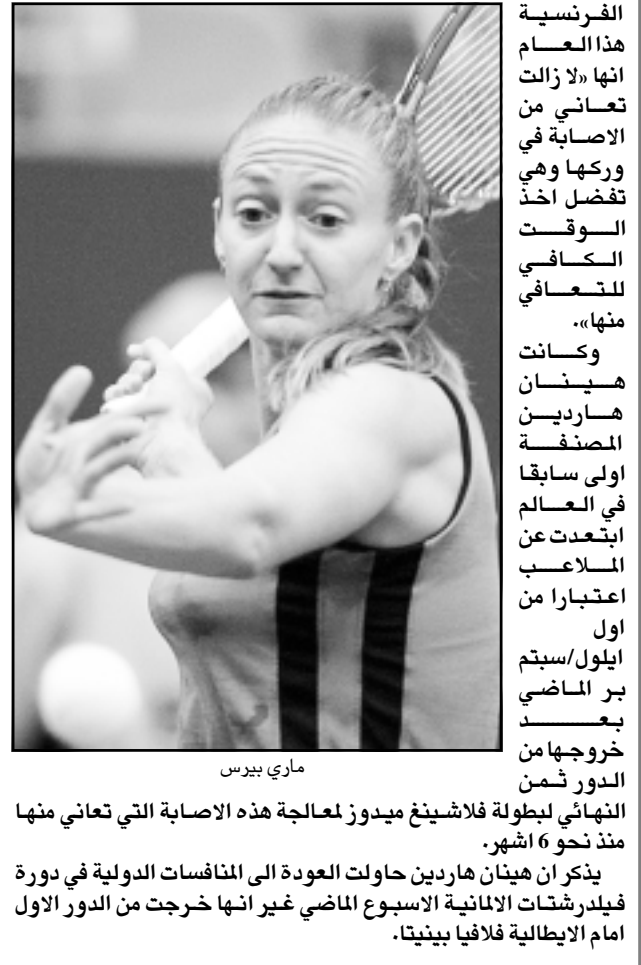 الفرنسية
هذا العام
انها «لا زالت
تعاني من
الاصابة في
وركها وهي
تفضل اخذ
الوقت
الكافي
للتعافي
منها».
وكانت
هينان
هاردين
المصنفة
اولى سابقا
في العالم
ابتعدت عن
الملاعب
اعتبارا من
اول
ايلول/سبتم
بر الماضي
بعد
خروجها من
الدور ثمن
النهائي لبطولة فلاشينغ ميدوز لمعالجة هذه الاصابة التي تعاني منها
منذ نحو 6 اشهر.
يذكر ان هينان هاردين حاولت العودة الى المنافسات الدولية في دورة
فيلدرشتات الالمانية الاسبوع الماضي غير انها خرجت من الدور الاول
امام الايطالية فلافيا بينيتا.
ماري بيرس